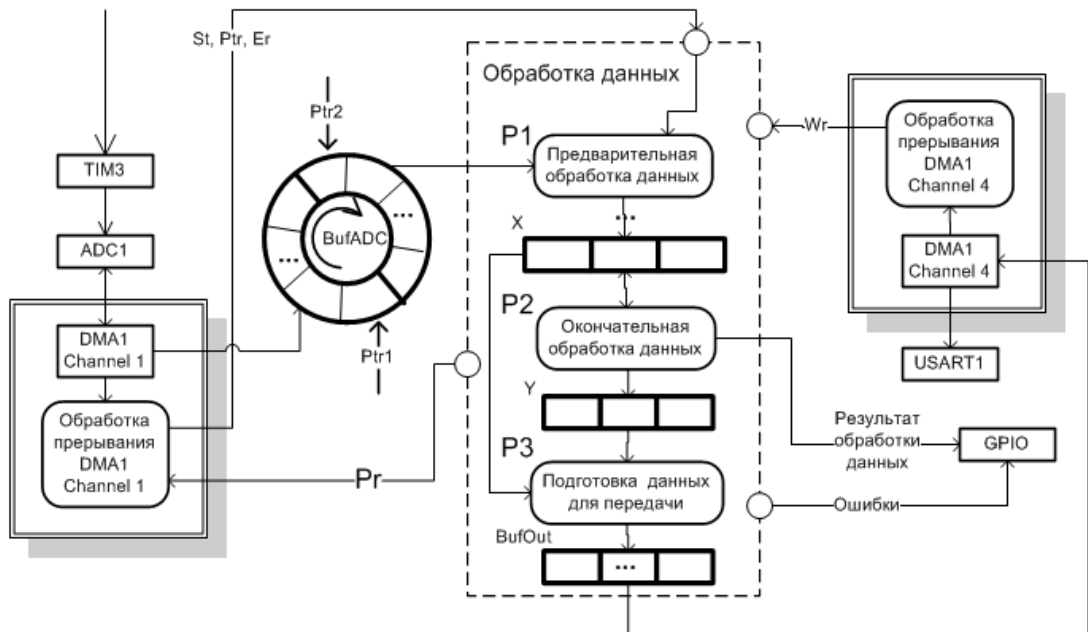 St, Ptr, Er
TIM3
ADC1
DMA1
Channel 1
Обработка
прерывания
DMA1
Channel 1
Ptr2
BufADC
...
...
Ptr1
Pr
Обработка данных
P1
Предварительная
обработка данных
...
X
P2
Окончательная
обработка данных
Y
P3
Подготовка данных
для передачи
BufOut
...
Wr
Обработка
прерывания
DMA1
Channel 4
DMA1
Channel 4
USART1
Результат
обработки
данных
GPIO
Ошибки